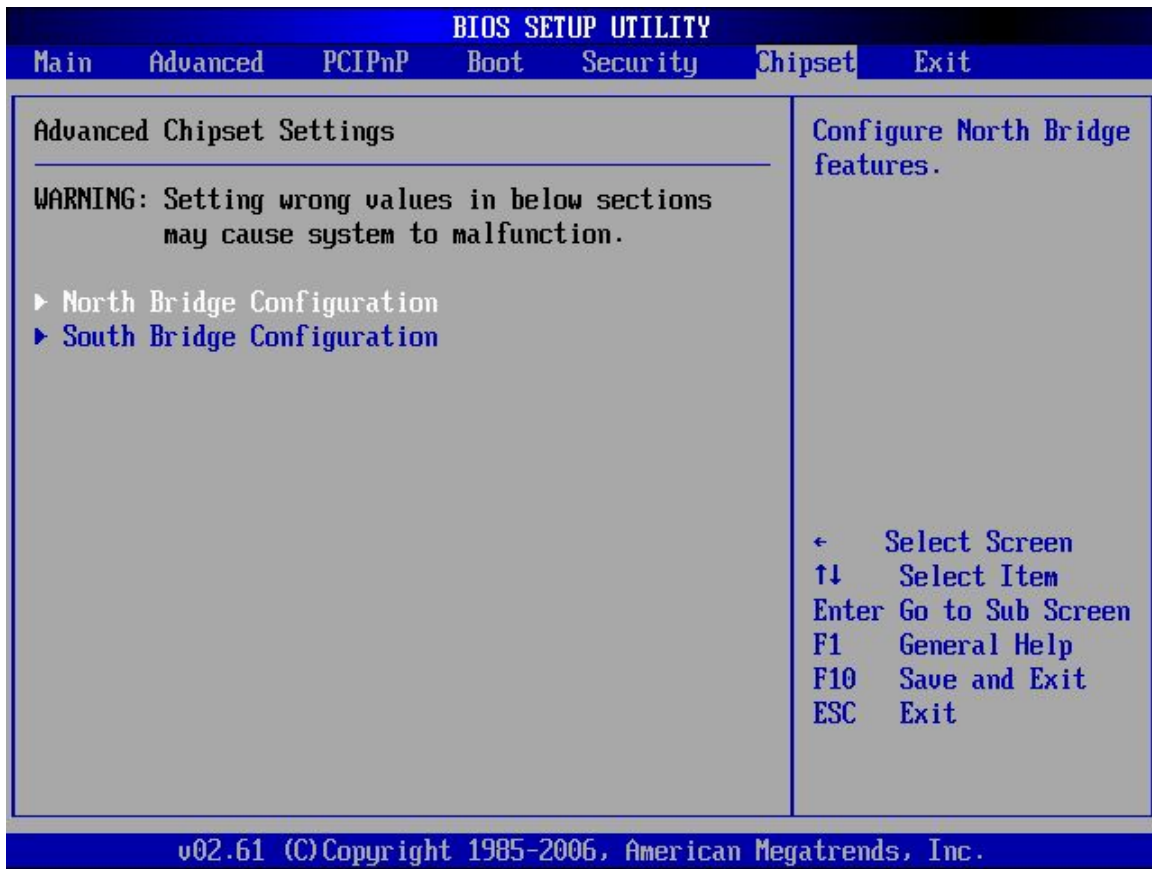 BIOS SETUP UTILITY
Main Advanced PCIPnP Boot Security Chipset Exit
Advanced Chipset Settings
WARNING: Setting wrong values in below sections
may cause system to malfunction.
▶ North Bridge Configuration
▶ South Bridge Configuration
Configure North Bridge
features.
← Select Screen
↑↓ Select Item
Enter Go to Sub Screen
F1 General Help
F10 Save and Exit
ESC Exit
v02.61 (C)Copyright 1985-2006, American Megatrends, Inc.